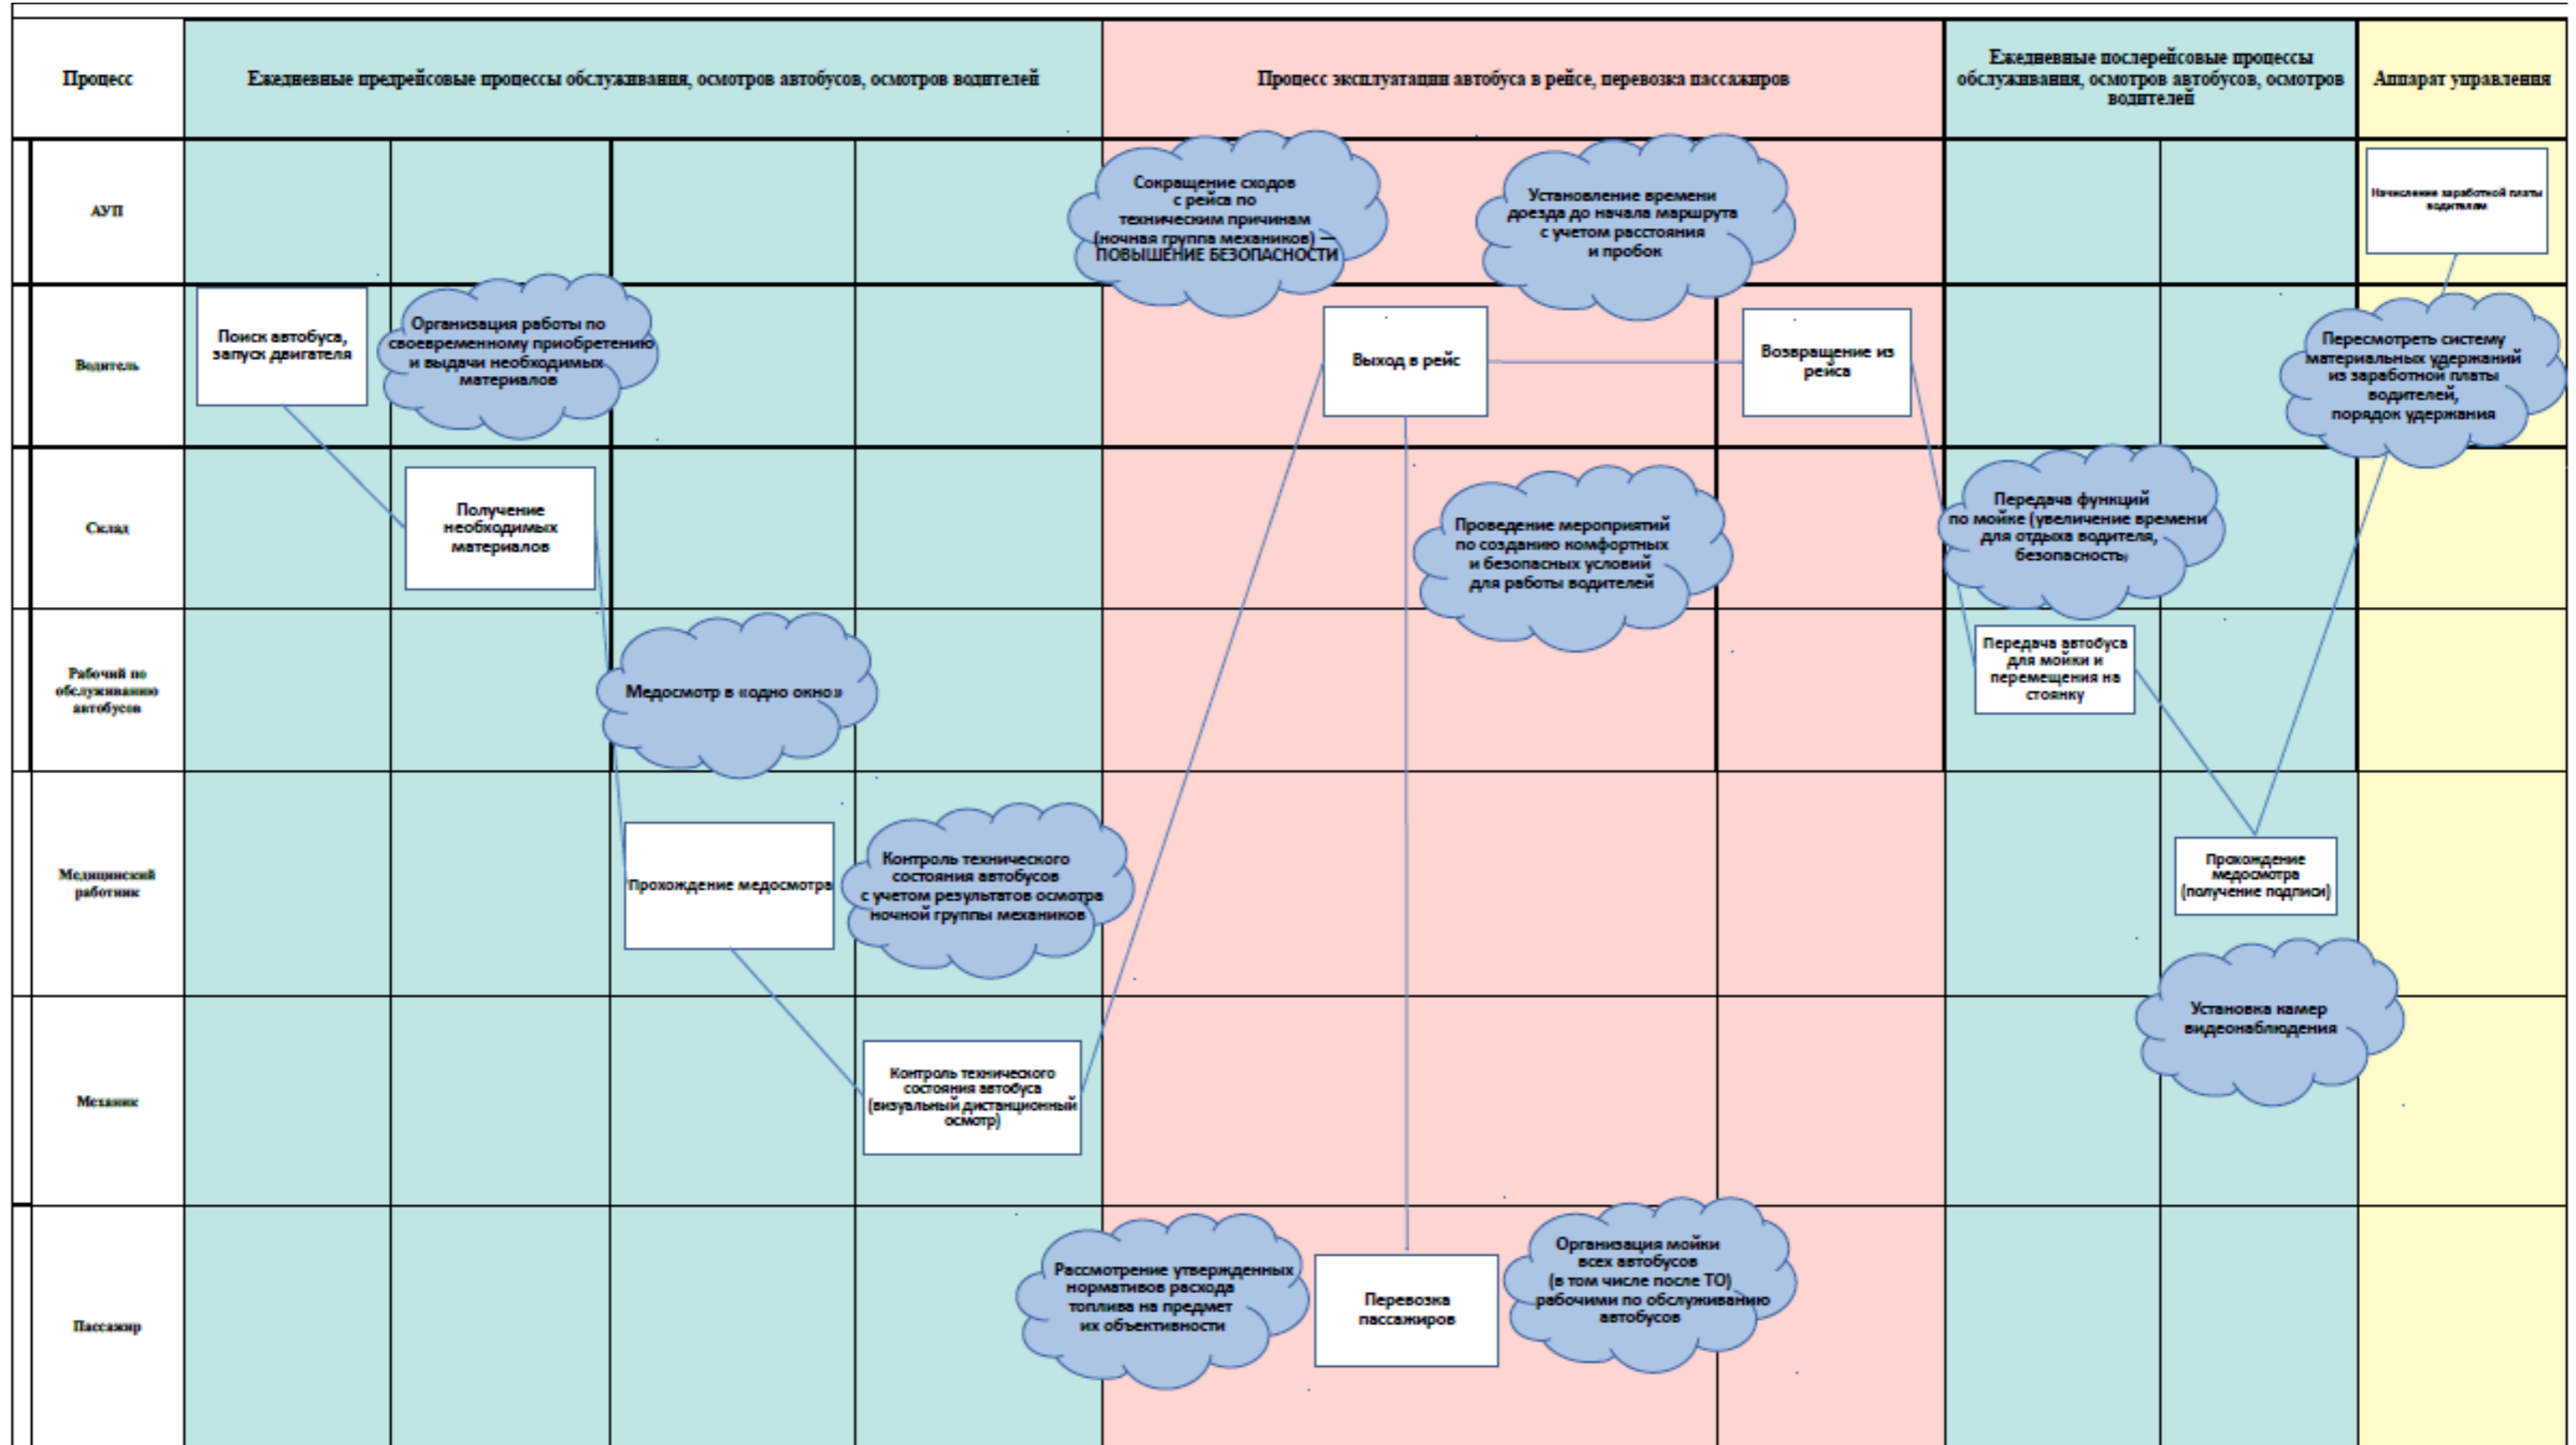 Процесс
Ежедневные предрейсовые процессы обслуживания, осмотров автобусов, осмотров водителей
Процесс эксплуатации автобуса в рейсе, перевозка пассажиров
Ежедневные послерейсовые процессы
обслуживания, осмотров автобусов, осмотров
водителей
Аппарат управления
АУП
Сокращение сходов
с рейса по
техническим причинам
(ночная группа механиков) —
ПОВЫШЕНИЕ БЕЗОПАСНОСТИ
Установление времени
доезда до начала маршрута
с учетом расстояния
и пробок
Начисление заработной платы
водителям
Водитель
Поиск автобуса,
запуск двигателя
Организация работы по
своевременному приобретению
и выдачи необходимых
материалов
Выход в рейс
Возвращение из
рейса
Пересмотреть систему
материальных удержаний
из заработной платы
водителей,
порядок удержания
Склад
Получение
необходимых
материалов
Проведение мероприятий
по созданию комфортных
и безопасных условий
для работы водителей
Передача функций
по мойке (увеличение времени
для отдыха водителя,
безопасность)
Рабочий по
обслуживанию
автобусов
Медосмотр в «одно окно»
Передача автобуса
для мойки и
перемещения на
стоянку
Медицинский
работник
Прохождение медосмотра
Контроль технического
состояния автобусов
с учетом результатов осмотра
ночной группы механиков
Прохождение
медосмотра
(получение подписи)
Механик
Контроль технического
состояния автобуса
(визуальный дистанционный
осмотр)
Установка камер
видеонаблюдения
Пассажир
Рассмотрение утвержденных
нормативов расхода
топлива на предмет
их объективности
Перевозка
пассажиров
Организация мойки
всех автобусов
(в том числе после ТО)
рабочими по обслуживанию
автобусов